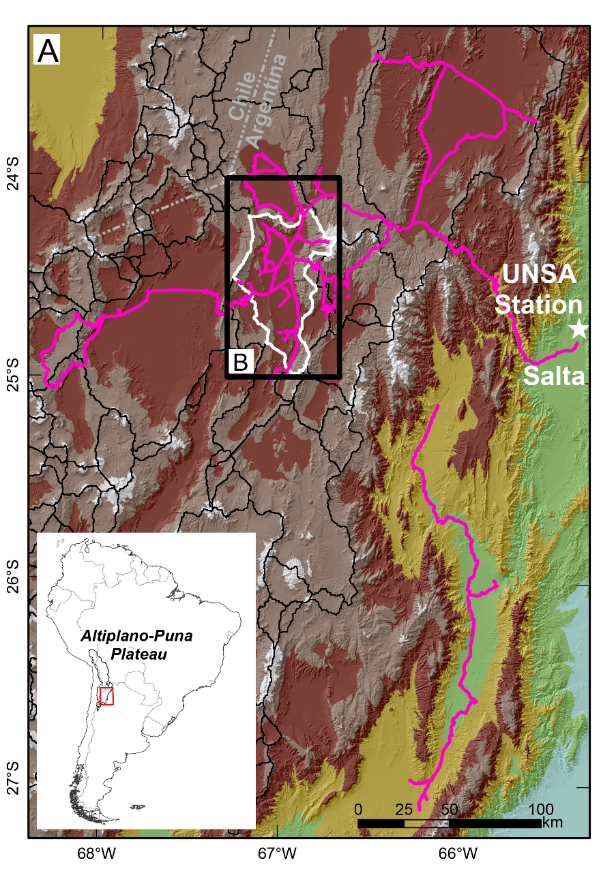 A
Chile
Argentina
24°S
UNSA
Station
B
25°S
Salta
26°S
Altiplano-Puna
Plateau
27°S
0 25 50 100
km
68°W 67°W 66°W